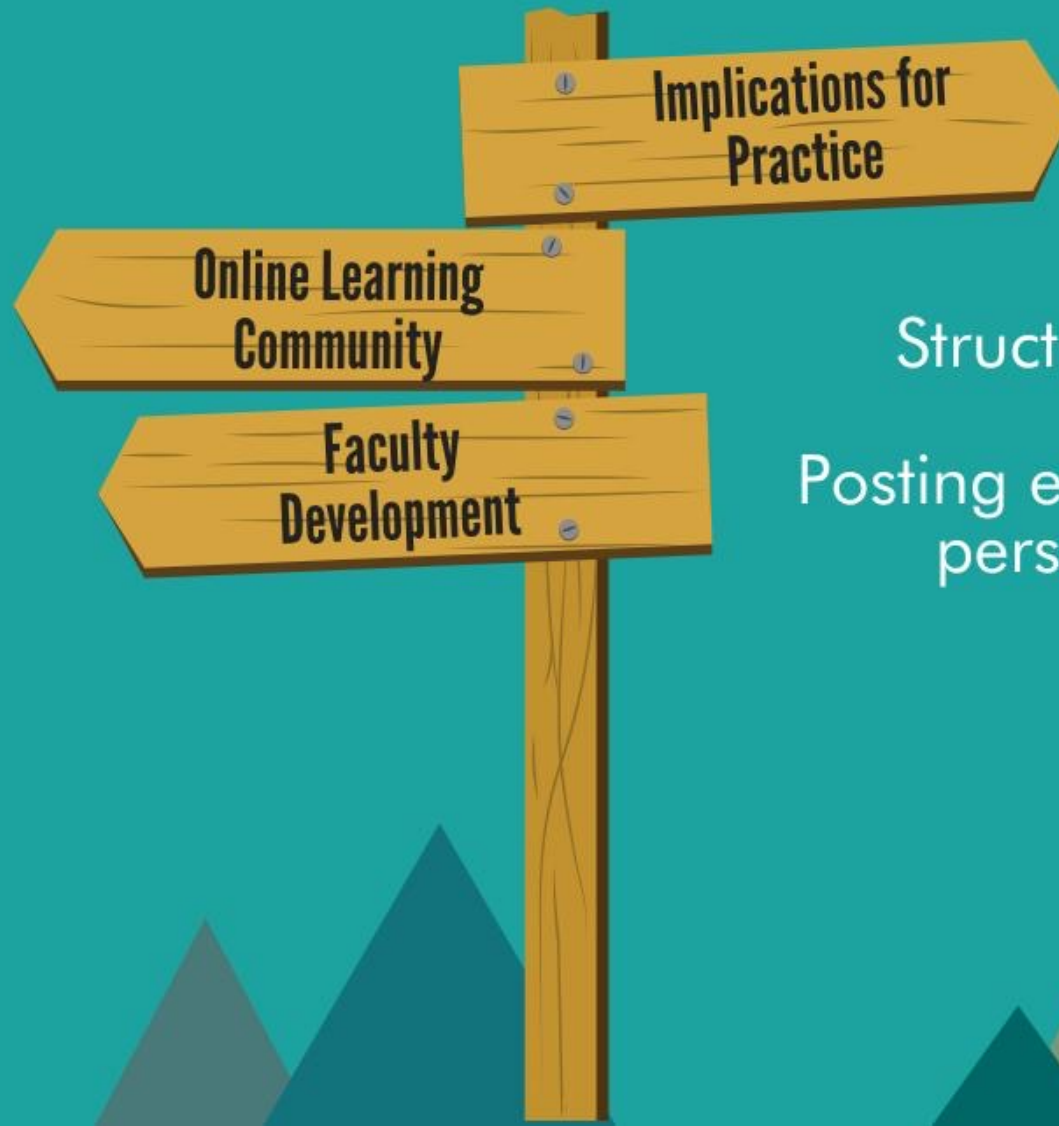 Implications for
Practice
Online Learning
Community
Faculty
Development
Struct
Posting e
pers